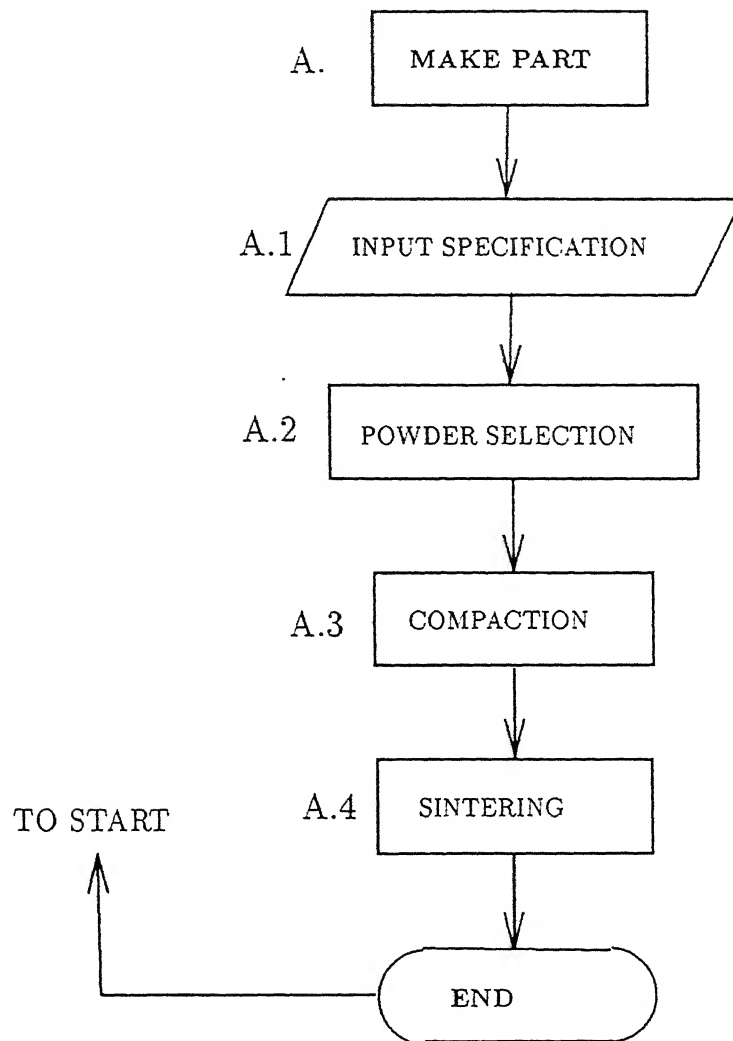 A. MAKE PART
A.1 INPUT SPECIFICATION
A.2 POWDER SELECTION
A.3 COMPACTION
A.4 SINTERING
TO START
END